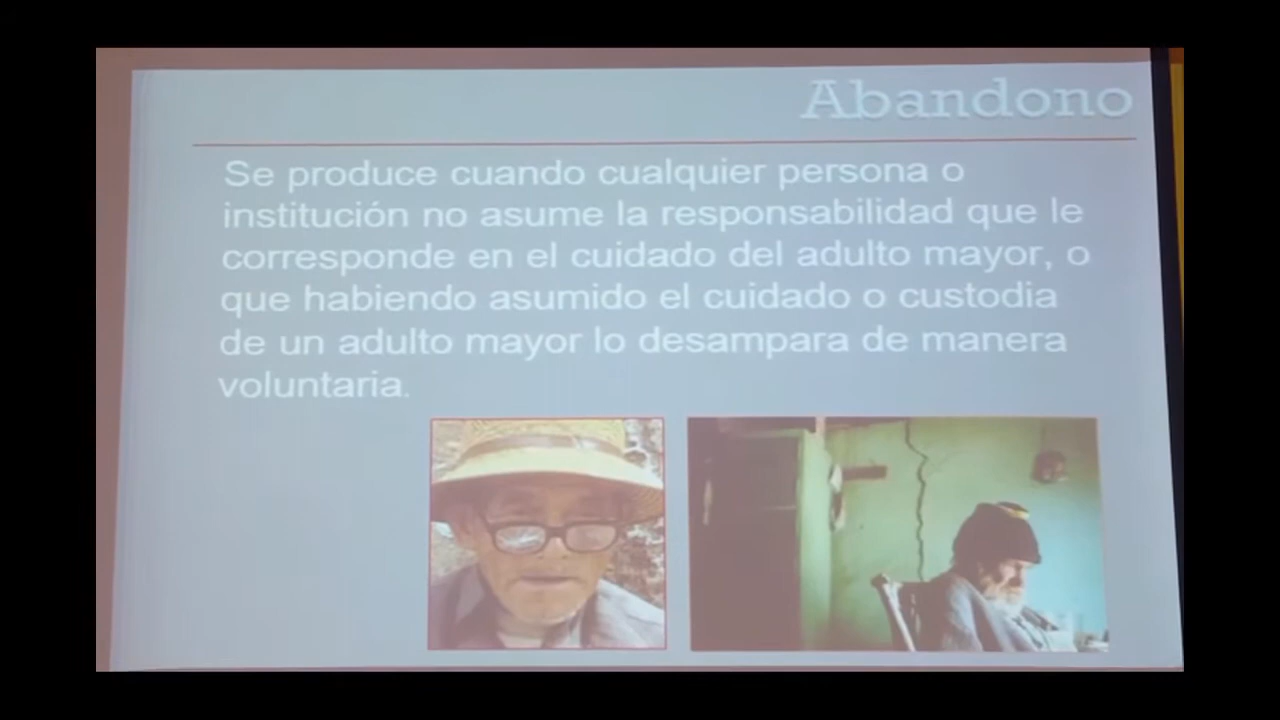 Abandono
Se produce cuando cualquier persona o
institución no asume la responsabilidad que le
corresponde en el cuidado del adulto mayor, o
que habiendo asumido el cuidado o custodia
de un adulto mayor lo desampara de manera
voluntaria.